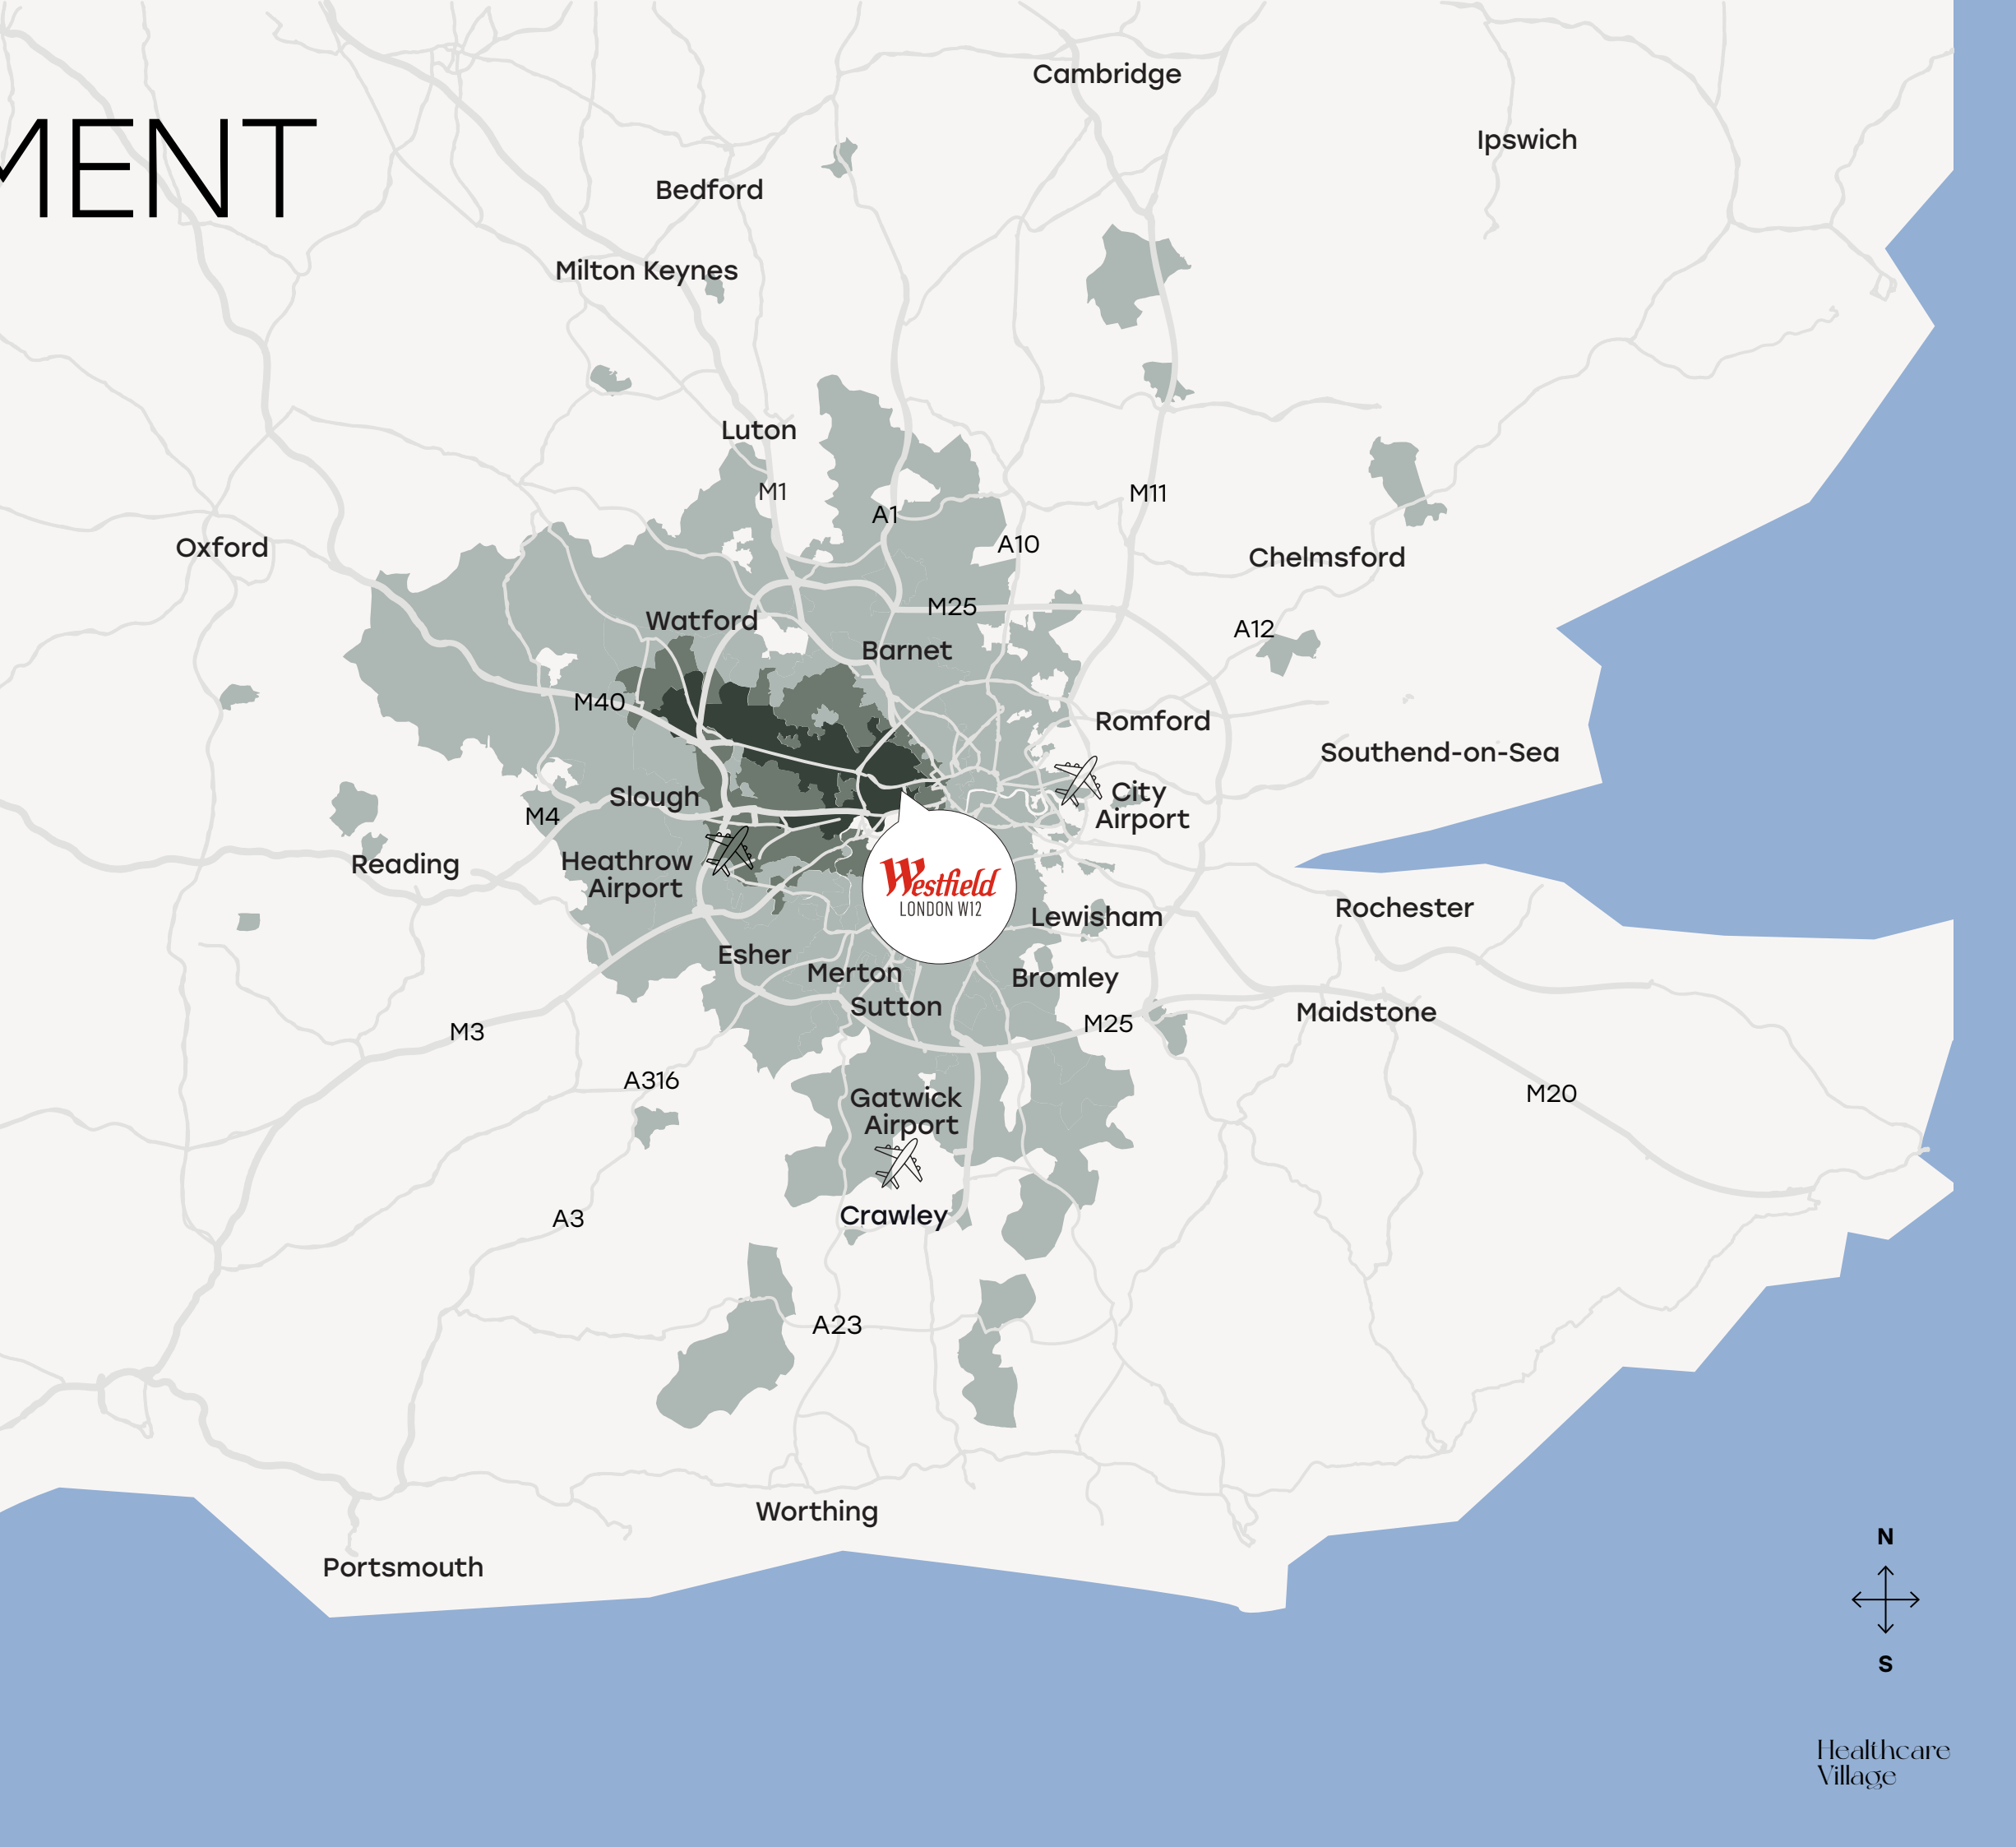 MENT
Cambridge
Ipswich
Bedford
Milton Keynes
Luton
M1
M11
A1
A10
Oxford
Chelmsford
M25
Watford
A12
Barnet
M40
Romford
Southend-on-Sea
City
Airport
Slough
M4
Reading
Heathrow
Airport
Westfield
LONDON W12
Lewisham
Rochester
Esher
Merton
Bromley
Sutton
Maidstone
M25
M3
A316
Gatwick
Airport
M20
Crawley
A3
A23
Worthing
Portsmouth
N
S
Healthcare
Village